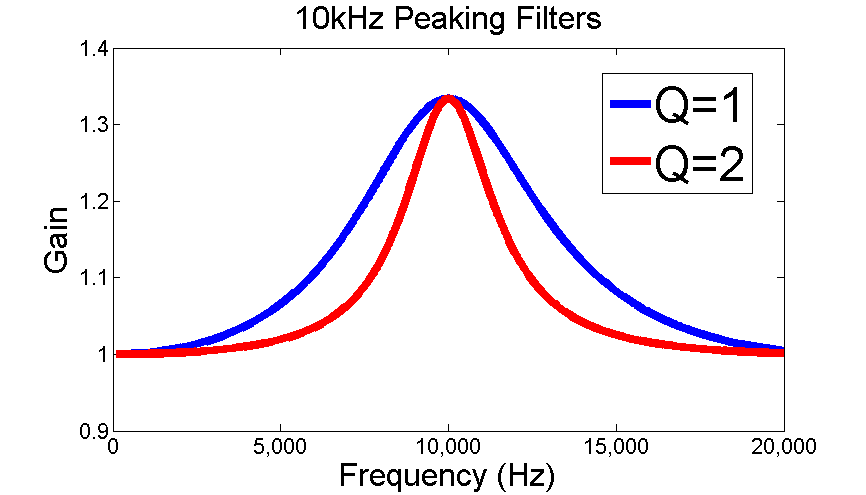 10kHz Peaking Filters
1.4
1.3
1.2
1.1
1
0.9
Gain
Q=1
Q=2
0 5,000 10,000 15,000 20,000
Frequency (Hz)